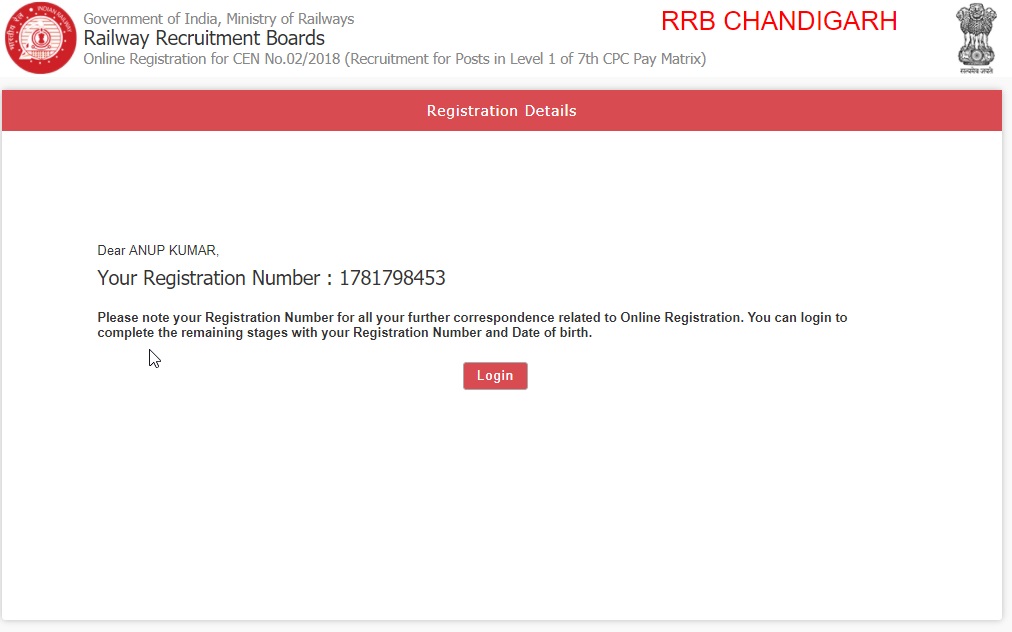 Government of India, Ministry of Railways
Railway Recruitment Boards
Online Registration for CEN No.02/2018 (Recruitment for Posts in Level 1 of 7th CPC Pay Matrix)
RRB CHANDIGARH
सत्यमेव जयते
Registration Details
Dear ANUP KUMAR,
Your Registration Number : 1781798453
Please note your Registration Number for all your further correspondence related to Online Registration. You can login to
complete the remaining stages with your Registration Number and Date of birth.
Login